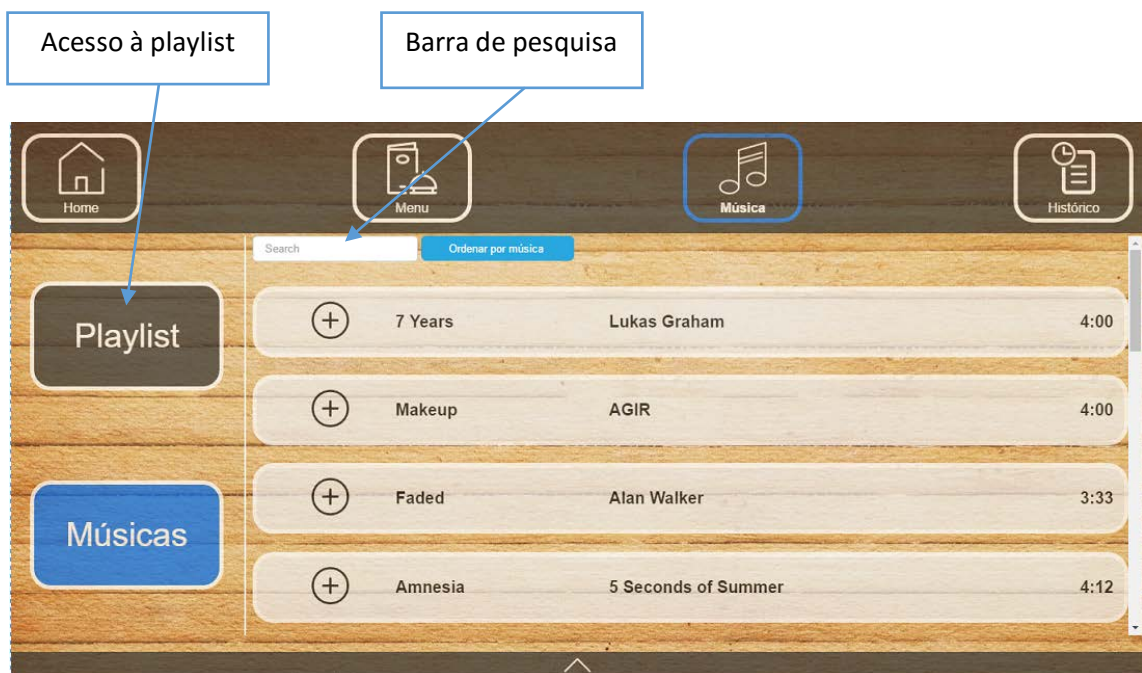 Acesso à playlist
Barra de pesquisa
Home
Menu
Música
Histórico
Search
Ordenar por música
Playlist
Músicas
7 Years Lukas Graham 4:00
Makeup AGIR 4:00
Faded Alan Walker 3:33
Amnesia 5 Seconds of Summer 4:12